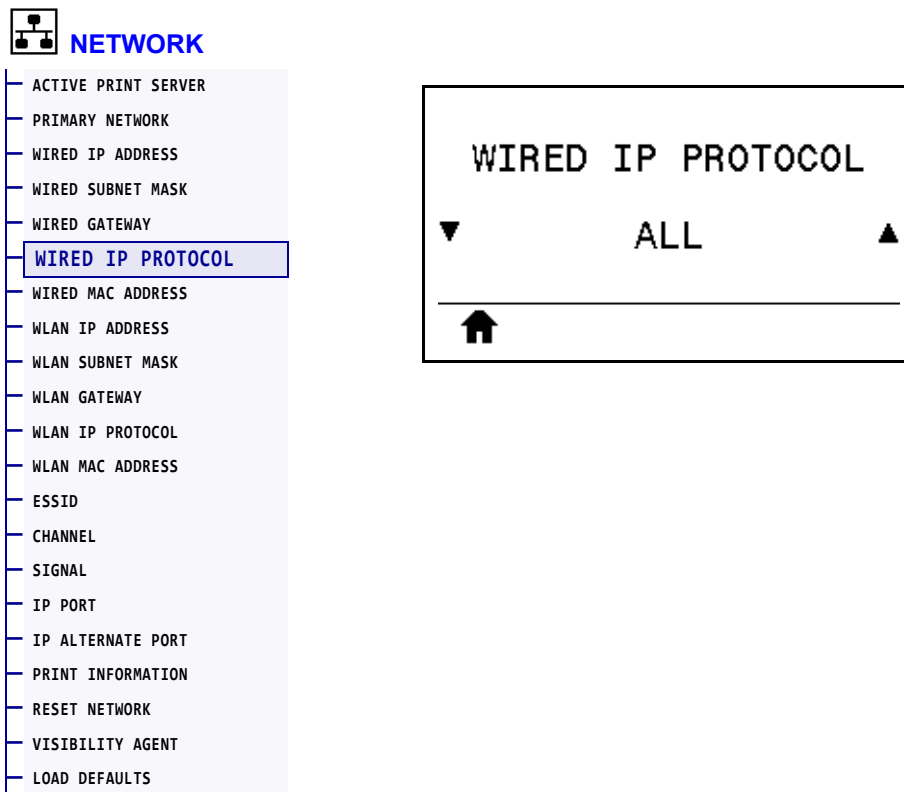 NETWORK
ACTIVE PRINT SERVER
PRIMARY NETWORK
WIRED IP ADDRESS
WIRED SUBNET MASK
WIRED GATEWAY
WIRED IP PROTOCOL
WIRED MAC ADDRESS
WLAN IP ADDRESS
WLAN SUBNET MASK
WLAN GATEWAY
WLAN IP PROTOCOL
WLAN MAC ADDRESS
ESSID
CHANNEL
SIGNAL
IP PORT
IP ALTERNATE PORT
PRINT INFORMATION
RESET NETWORK
VISIBILITY AGENT
LOAD DEFAULTS
WIRED IP PROTOCOL
ALL